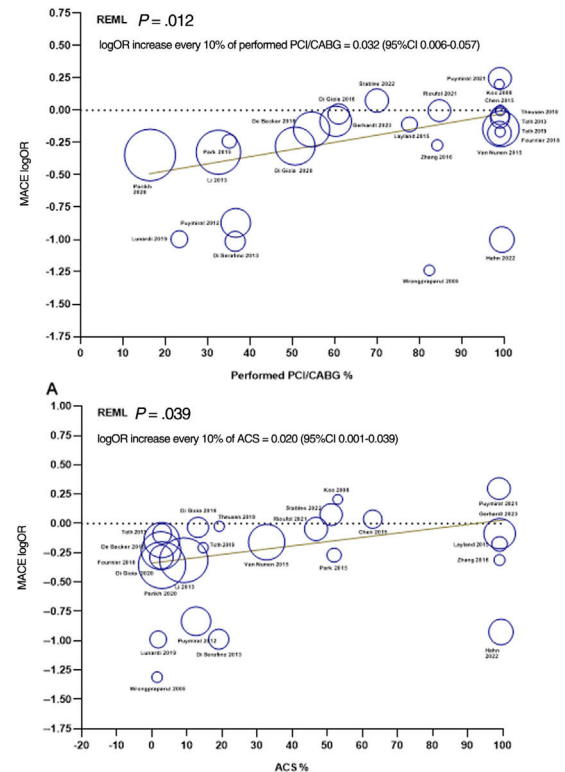 REML P = .012
logOR increase every 10% of performed PCI/CABG = 0.032 (95%CI 0.006-0.057)
MACE logOR
0.75
0.50
0.25
0.00
-0.25
-0.50
-0.75
-1.00
-1.25
-1.50
-1.75
Puymirat 2021
Stables 2022
Koo 2008
Di Gioia 2016
Rioufol 2021
Chen 2015
Theusen 2019
De Backer 2018
Gerhardt 2023
Toth 2013
Layland 2015
Toth 2019
Fournier 2018
Park 2015
Van Nunen 2015
Zhang 2016
Di Gioia 2020
Li 2013
Parikh
2020
Puymirat 2012
Lunardi 2019
Di Serafino 2013
Hahn 2022
0 10 20 30 40 50 60 70 80 90 100
Performed PCI/CABG %
A
REML P = .039
logOR increase every 10% of ACS = 0.020 (95%CI 0.001-0.039)
MACE logOR
1.00
0.75
0.50
0.25
0.00
-0.25
-0.50
-0.75
-1.00
-1.25
-1.50
-1.75
Koo 2008
Puymirat 2021
Stables 2022
Di Gioia 2016
Theusen 2019
Rioufol 2021
Chen 2015
Gerhardt 2023
Toth 2013
De Backer 2018
Toth 2019
Layland 2015
Fournier 2018
Van Nunen 2015
Park 2015
Zhang 2016
Di Gioia 2020
Li 2013
Parikh 2020
Puymirat 2012
Lunardi 2019
Di Serafino 2013
Hahn
2022
-20 -10 0 10 20 30 40 50 60 70 80 90 100
ACS %